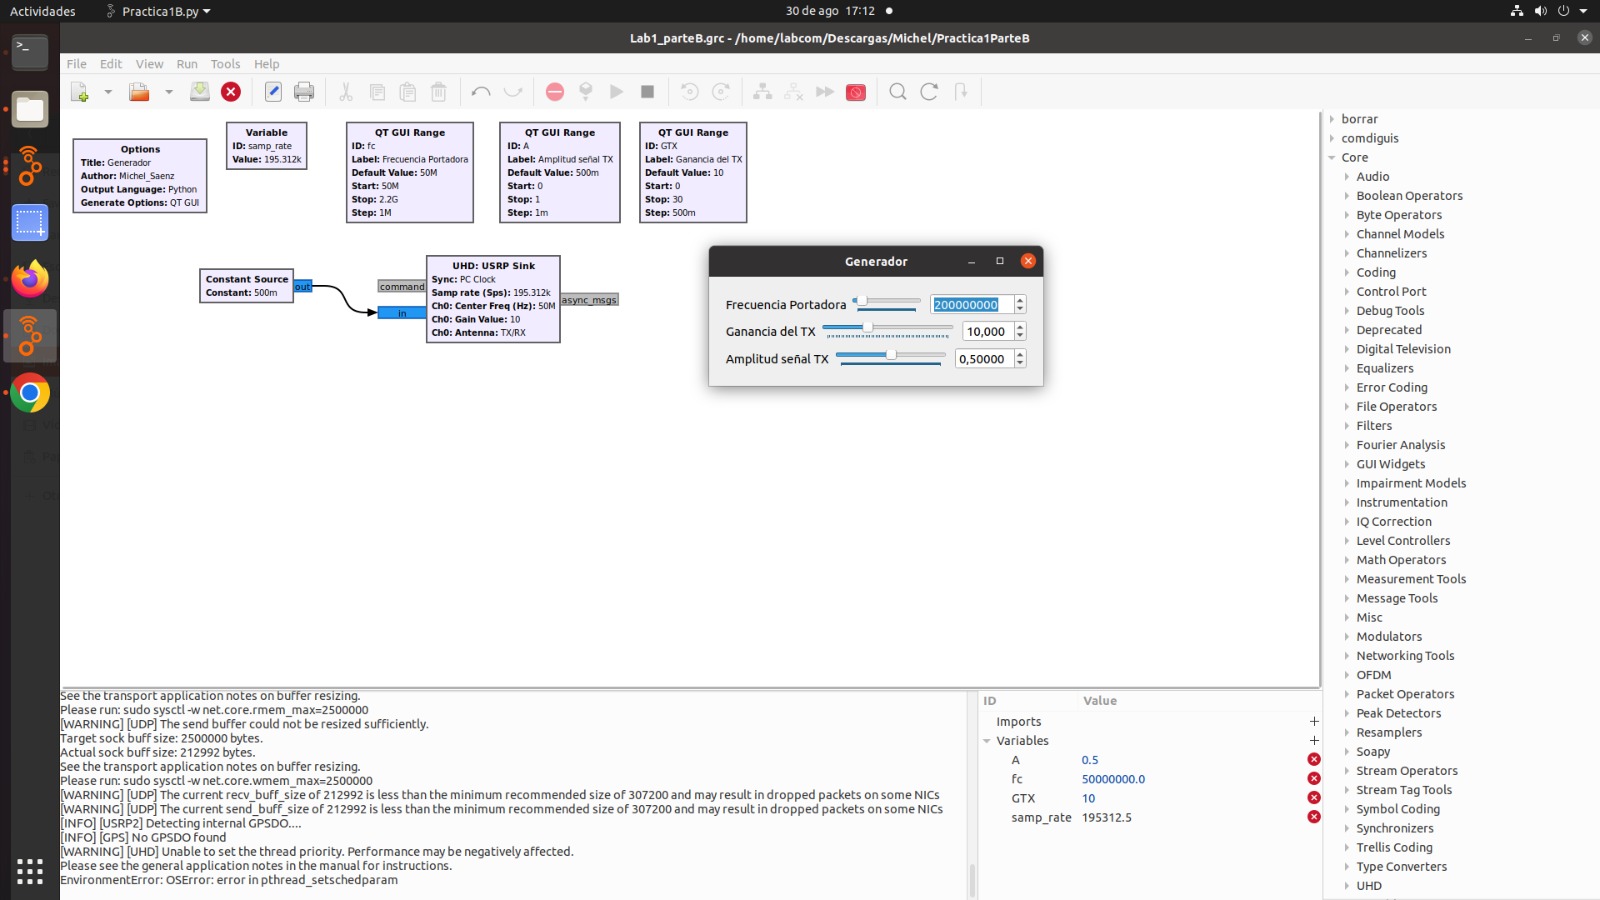 Actividades
Practica1B.py
30 de ago 17:12
Lab1_parteB.grc - /home/labcom/Descargas/Michel/Practica1ParteB
File Edit View Run Tools Help
Options
Title: Generador
Author: Michel_Saenz
Output Language: Python
Generate Options: QT GUI
Variable
ID: samp_rate
Value: 195.312k
QT GUI Range
ID: fc
Label: Frecuencia Portadora
Default Value: 50M
Start: 50M
Stop: 2.2G
Step: 1M
QT GUI Range
ID: A
Label: Amplitud señal TX
Default Value: 500m
Start: 0
Stop: 1
Step: 1m
QT GUI Range
ID: GTX
Label: Ganancia del TX
Default Value: 10
Start: 0
Stop: 30
Step: 500m
Constant Source
Constant: 500m
out
command
in
UHD: USRP Sink
Sync: PC Clock
Samp rate (Sps): 195.312k
Ch0: Center Freq (Hz): 50M
Ch0: Gain Value: 10
Ch0: Antenna: TX/RX
async_msgs
Generador
Frecuencia Portadora 200000000
Ganancia del TX 10,000
Amplitud señal TX 0,50000
borrar
comdiguis
Core
Audio
Boolean Operators
Byte Operators
Channel Models
Channelizers
Coding
Control Port
Debug Tools
Deprecated
Digital Television
Equalizers
Error Coding
File Operators
Filters
Fourier Analysis
GUI Widgets
Impairment Models
Instrumentation
IQ Correction
Level Controllers
Math Operators
Measurement Tools
Message Tools
Misc
Modulators
Networking Tools
OFDM
Packet Operators
Peak Detectors
Resamplers
Soapy
Stream Operators
Stream Tag Tools
Symbol Coding
Synchronizers
Trellis Coding
Type Converters
UHD
See the transport application notes on buffer resizing.
Please run: sudo sysctl -w net.core.rmem_max=2500000
[WARNING] [UDP] The send buffer could not be resized sufficiently.
Target sock buff size: 2500000 bytes.
Actual sock buff size: 212992 bytes.
See the transport application notes on buffer resizing.
Please run: sudo sysctl -w net.core.wmem_max=2500000
[WARNING] [UDP] The current recv_buff_size of 212992 is less than the minimum recommended size of 307200 and may result in dropped packets on some NICs
[WARNING] [UDP] The current send_buff_size of 212992 is less than the minimum recommended size of 307200 and may result in dropped packets on some NICs
[INFO] [USRP2] Detecting internal GPSDO....
[INFO] [GPS] No GPSDO found
[WARNING] [UHD] Unable to set the thread priority. Performance may be negatively affected.
Please see the general application notes in the manual for instructions.
EnvironmentError: OSError: error in pthread_setschedparam
ID Value
Imports
Variables
A 0.5
fc 50000000.0
GTX 10
samp_rate 195312.5